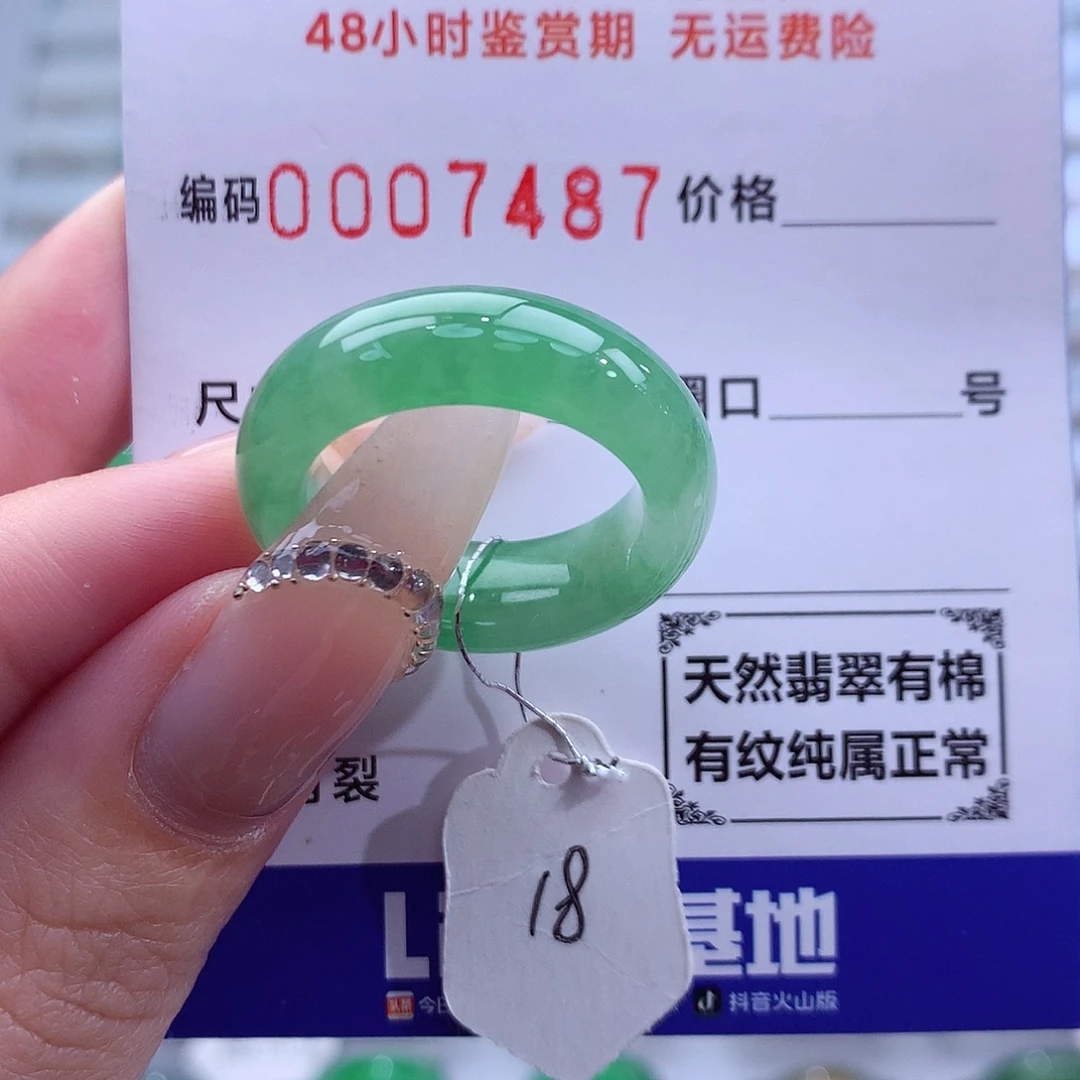 48小时鉴赏期 无运费险
编码0007487 价格
尺
口 号
天然翡翠有棉
有纹纯属正常
裂
18
基地
今日
抖音火山版